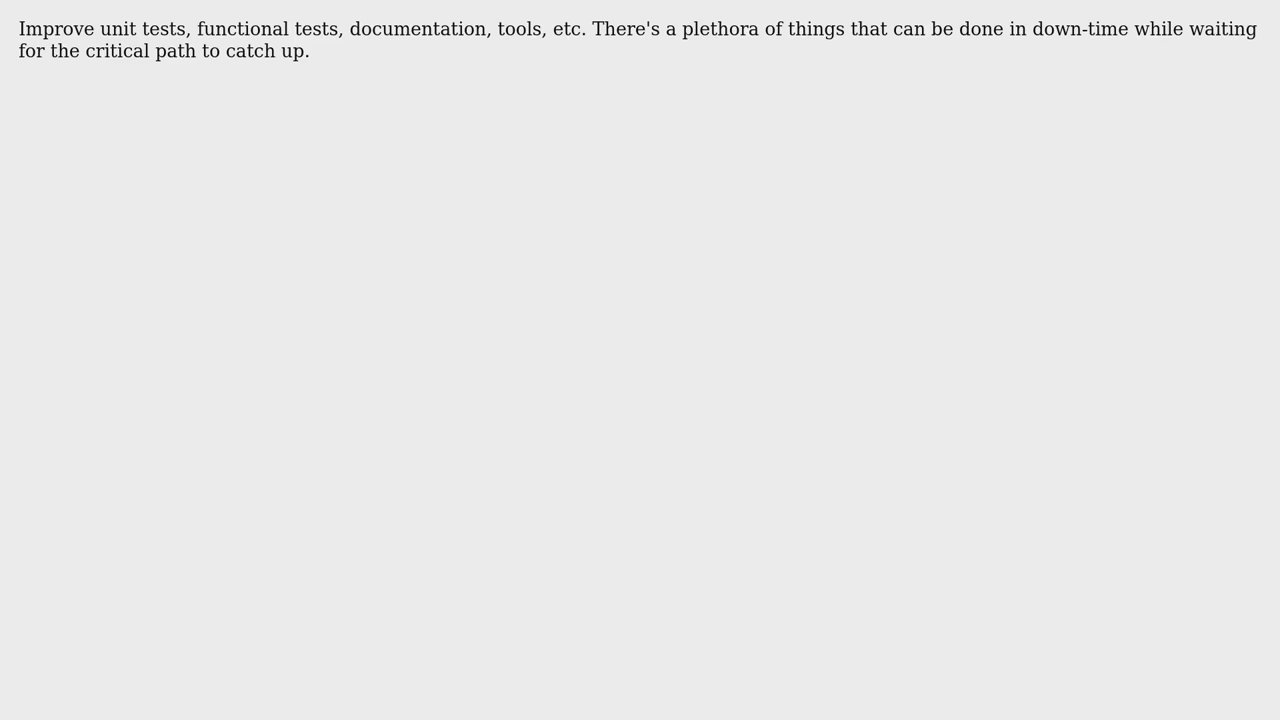 Improve unit tests, functional tests, documentation, tools, etc. There's a plethora of things that can be done in down-time while waiting
for the critical path to catch up.